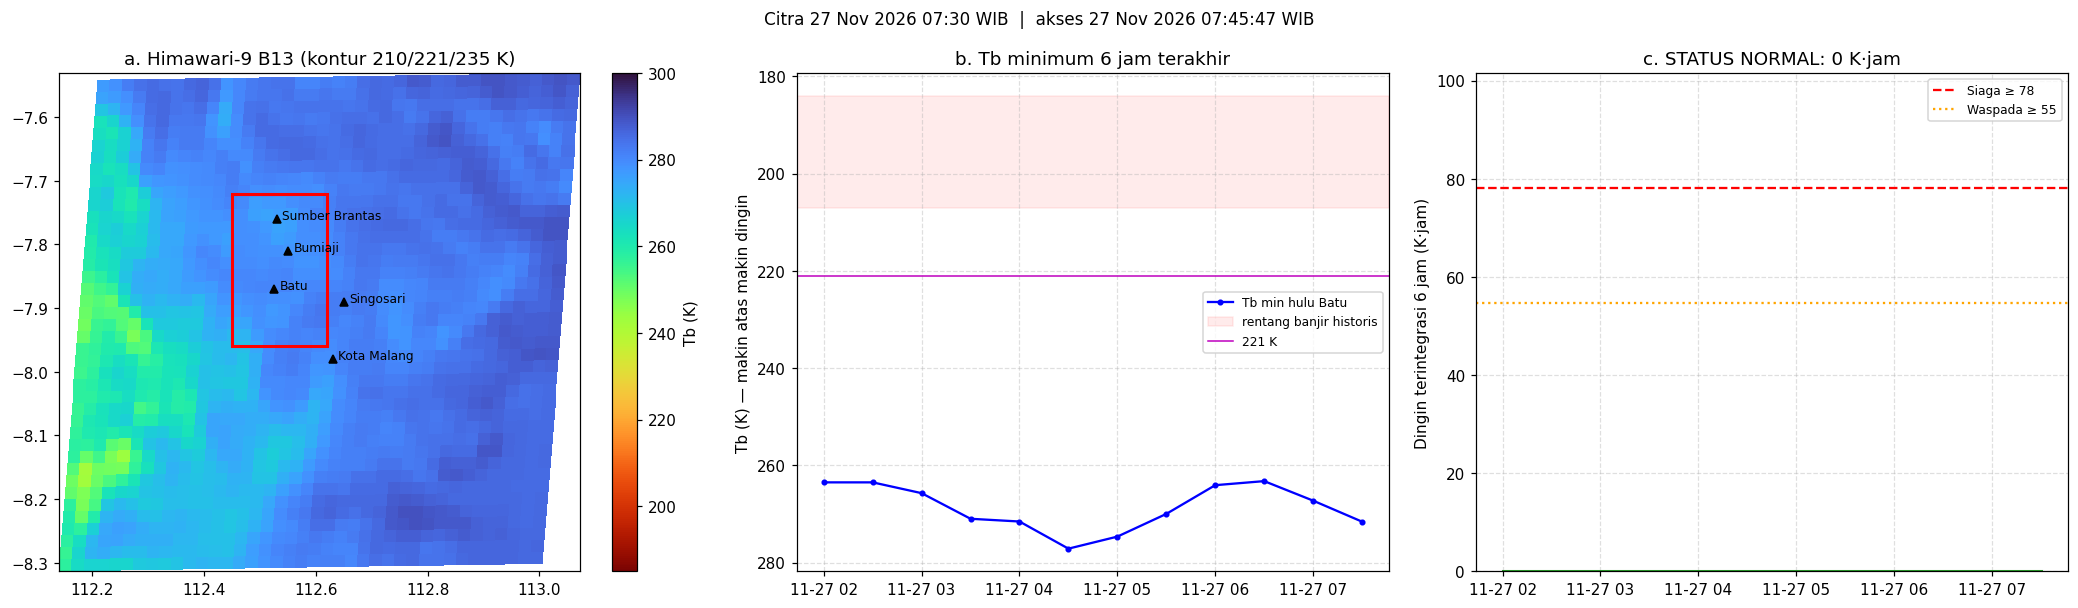 Citra 27 Nov 2026 07:30 WIB | akses 27 Nov 2026 07:45:47 WIB
a. Himawari-9 B13 (kontur 210/221/235 K)
−7.6
−7.7
−7.8
−7.9
−8.0
−8.1
−8.2
−8.3
112.2
112.4
112.6
112.8
113.0
Sumber Brantas
Bumiaji
Batu
Singosari
Kota Malang
300
280
260
240
220
200
Tb (K)
b. Tb minimum 6 jam terakhir
Tb (K) — makin atas makin dingin
180
200
220
240
260
280
Tb min hulu Batu
rentang banjir historis
221 K
11-27 02
11-27 03
11-27 04
11-27 05
11-27 06
11-27 07
c. STATUS NORMAL: 0 K·jam
Dingin terintegrasi 6 jam (K·jam)
100
80
60
40
20
0
Siaga ≥ 78
Waspada ≥ 55
11-27 02
11-27 03
11-27 04
11-27 05
11-27 06
11-27 07